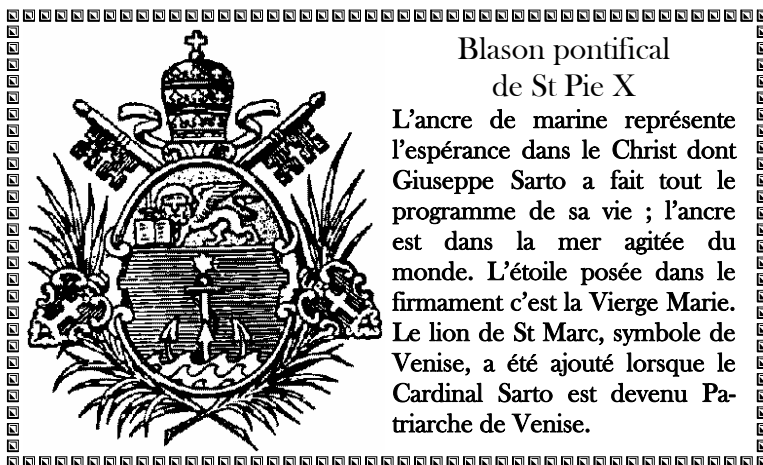 Blason pontifical
de St Pie X
L’ancre de marine représente
l’espérance dans le Christ dont
Giuseppe Sarto a fait tout le
programme de sa vie ; l’ancre
est dans la mer agitée du
monde. L’étoile posée dans le
firmament c’est la Vierge Marie.
Le lion de St Marc, symbole de
Venise, a été ajouté lorsque le
Cardinal Sarto est devenu Pa-
triarche de Venise.